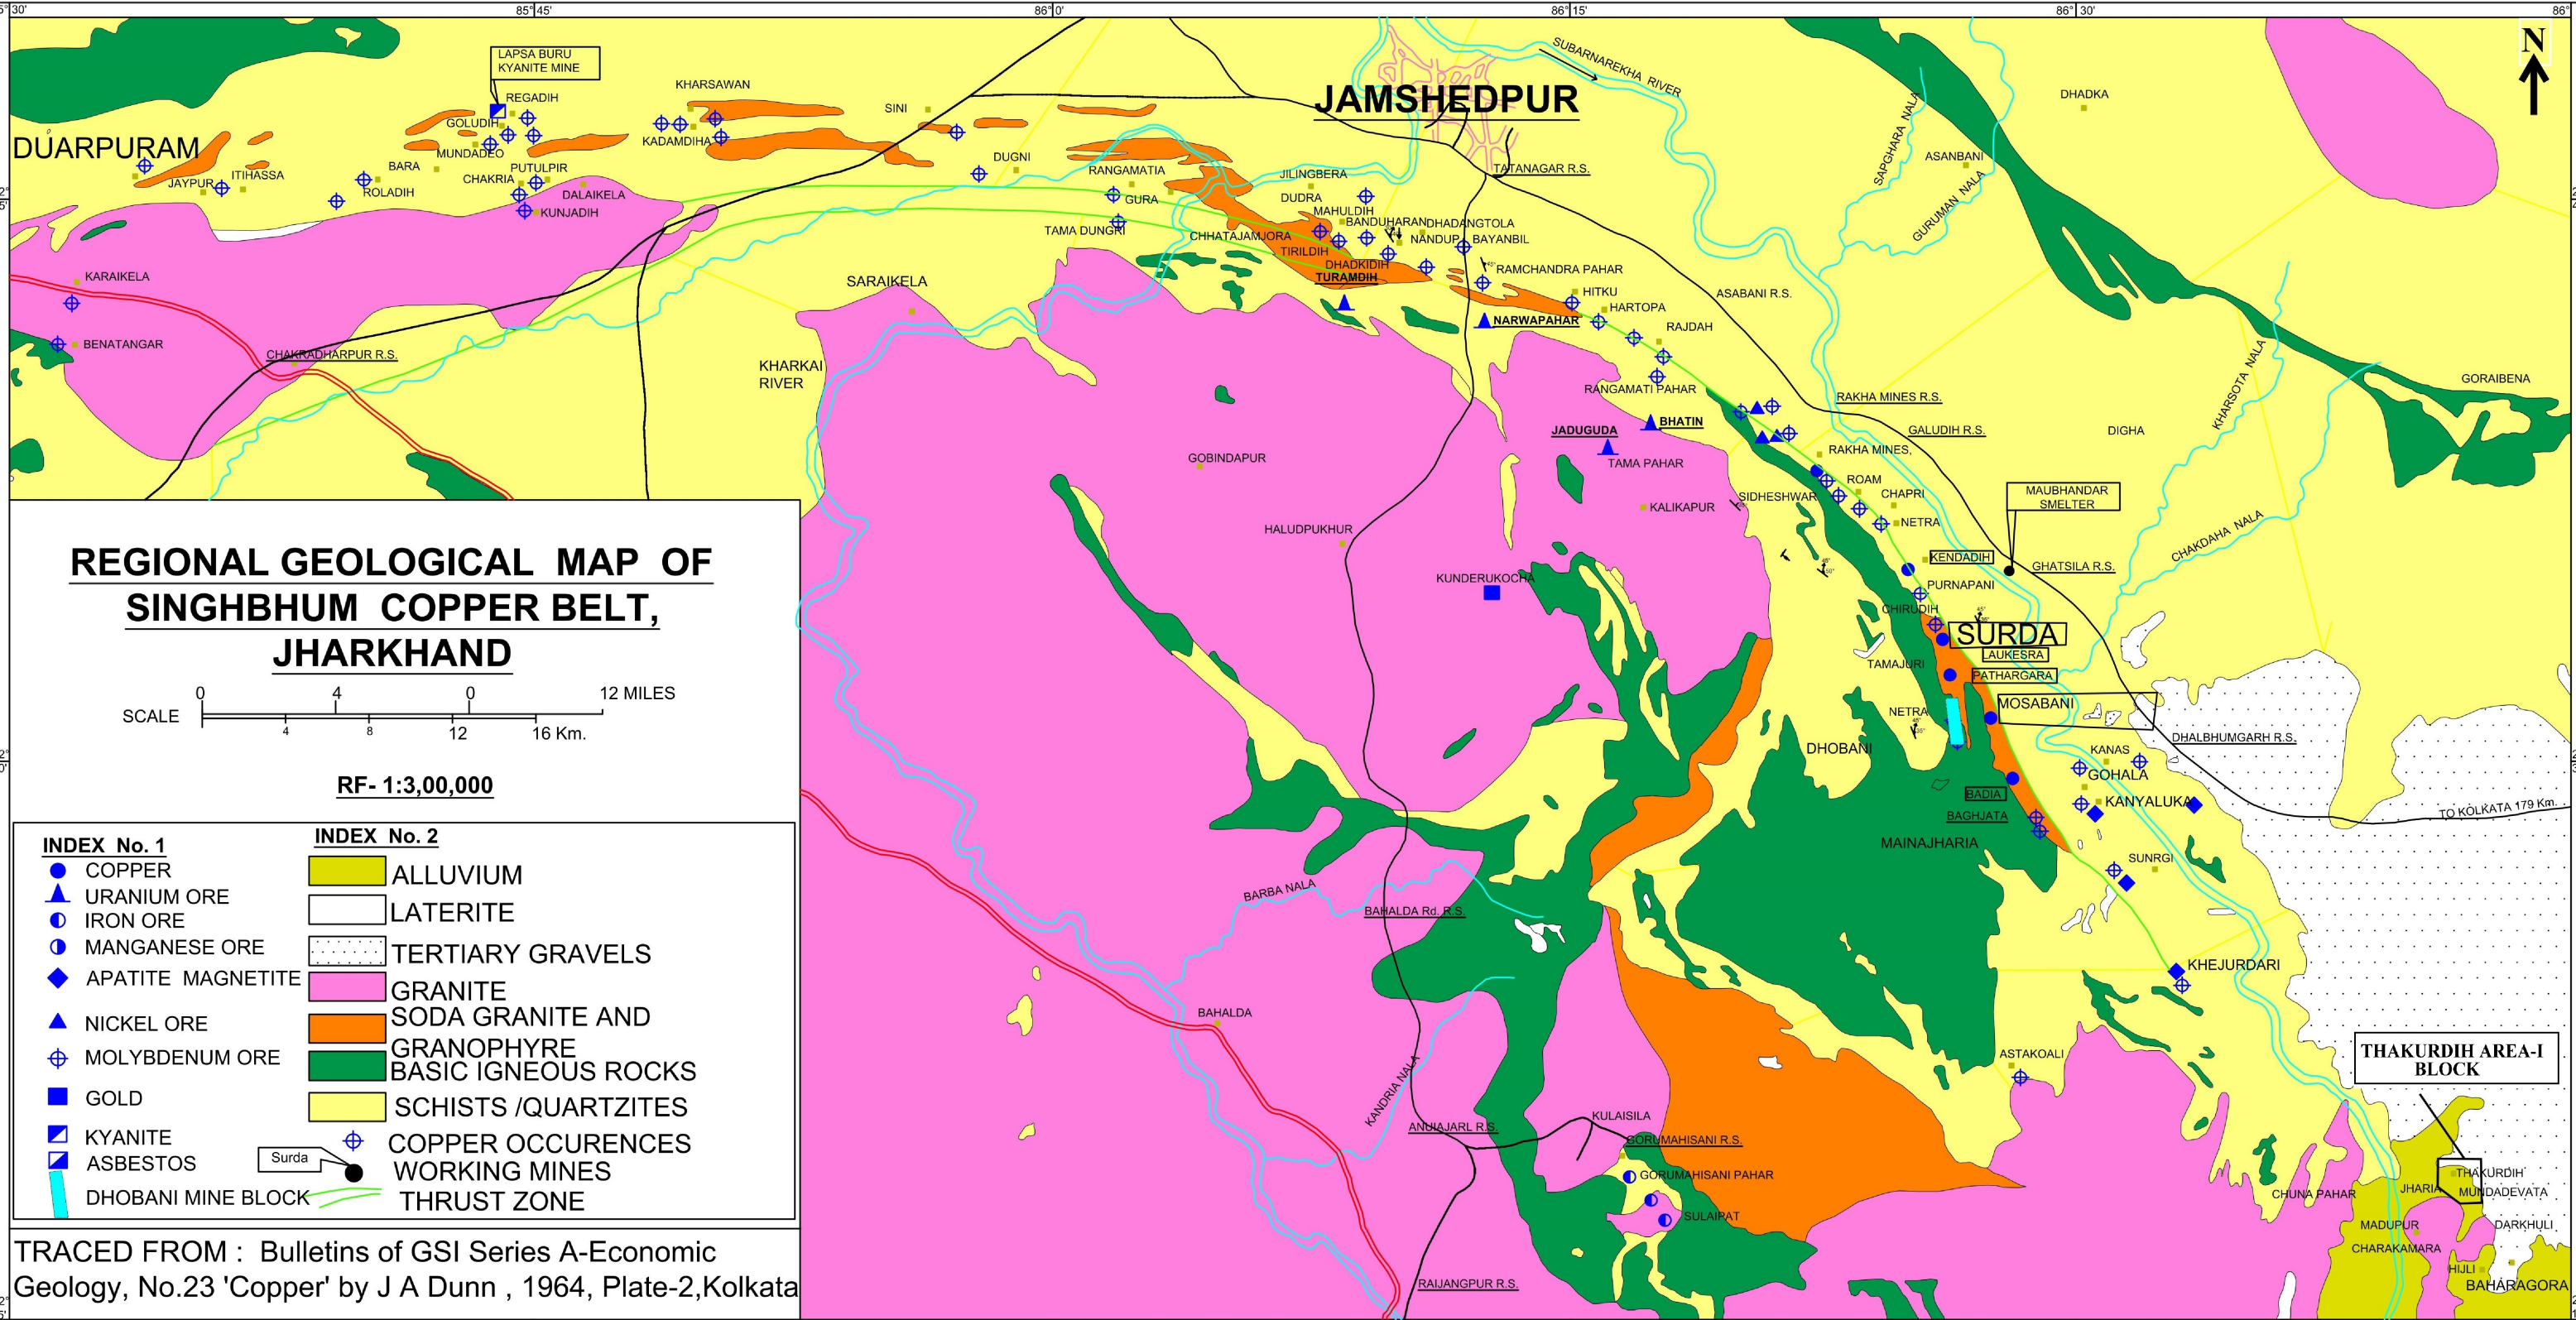 5° 30'
85° 45'
86° 0'
86° 15'
86° 30'
86°
N
LAPSA BURU
KYANITE MINE
REGADIH
GOLUDIH
MUNDADEO
DUARPURAM
JAYPUR
ITIHASSA
BARA
ROLADIH
PUTULPIR
CHAKRIA
DALAIKELA
KUNJADIH
KHARSAWAN
KADAMDIHA
SINI
DUGNI
RANGAMATIA
GURA
TAMA DUNGRI
KARAIKELA
BENATANGAR
CHAKRADHARPUR R.S.
SARAIKELA
KHARKAI
RIVER
JAMSHEDPUR
SUBARNAREKHA RIVER
TATANAGAR R.S.
JILINGBERA
DUDRA
MAHULDIH
BANDUHARAN
DHADANGTOLA
NANDUP
BAYANBIL
CHHATAJAMJORA
TIRILDIH
DHADKIDIH
TURAMDIH
RAMCHANDRA PAHAR
HITKU
HARTOPA
NARWAPAHAR
RAJDAH
RANGAMATI PAHAR
ASABANI R.S.
SAPGHARA NALA
GURUMAN NALA
ASANBANI
DHADKA
RAKHA MINES R.S.
GALUDIH R.S.
DIGHA
KHARSOTA NALA
GORAIBENA
CHAKDAHA NALA
JADUGUDA
BHATIN
TAMA PAHAR
KALIKAPUR
SIDHESHWAR
RAKHA MINES,
ROAM
CHAPRI
NETRA
MAUBHANDAR
SMELTER
KENDADIH
GHATSILA R.S.
PURNAPANI
CHIRUDIH
SURDA
LAUKESRA
TAMAJURI
PATHARGARA
NETRA
MOSABANI
DHOBANI
DHALBHUMGARH R.S.
KANAS
GOHALA
KANYALUKA
BADIA
BAGHJATA
MAINAJHARIA
TO KOLKATA 179 Km.
SUNRGI
KHEJURDARI
ASTAKOALI
GOBINDAPUR
HALUDPUKHUR
KUNDERUKOCHA
BARBA NALA
BAHALDA Rd. R.S.
BAHALDA
KANDRIA NALA
ANUIAJARL R.S.
KULAISILA
GORUMAHISANI R.S.
GORUMAHISANI PAHAR
SULAIPAT
RAIJANGPUR R.S.
THAKURDIH AREA-I
BLOCK
THAKURDIH
JHARIA
MUNDADEVATA
CHUNA PAHAR
MADUPUR
DARKHULI
CHARAKAMARA
HIJLI
BAHARAGORA
REGIONAL GEOLOGICAL MAP OF
SINGHBHUM COPPER BELT,
JHARKHAND
0 4 0 12 MILES
SCALE
4 8 12 16 Km.
RF- 1:3,00,000
INDEX No. 1
COPPER
URANIUM ORE
IRON ORE
MANGANESE ORE
APATITE MAGNETITE
NICKEL ORE
MOLYBDENUM ORE
GOLD
KYANITE
ASBESTOS
DHOBANI MINE BLOCK
INDEX No. 2
ALLUVIUM
LATERITE
TERTIARY GRAVELS
GRANITE
SODA GRANITE AND
GRANOPHYRE
BASIC IGNEOUS ROCKS
SCHISTS /QUARTZITES
COPPER OCCURENCES
Surda
WORKING MINES
THRUST ZONE
TRACED FROM : Bulletins of GSI Series A-Economic
Geology, No.23 'Copper' by J A Dunn , 1964, Plate-2,Kolkata